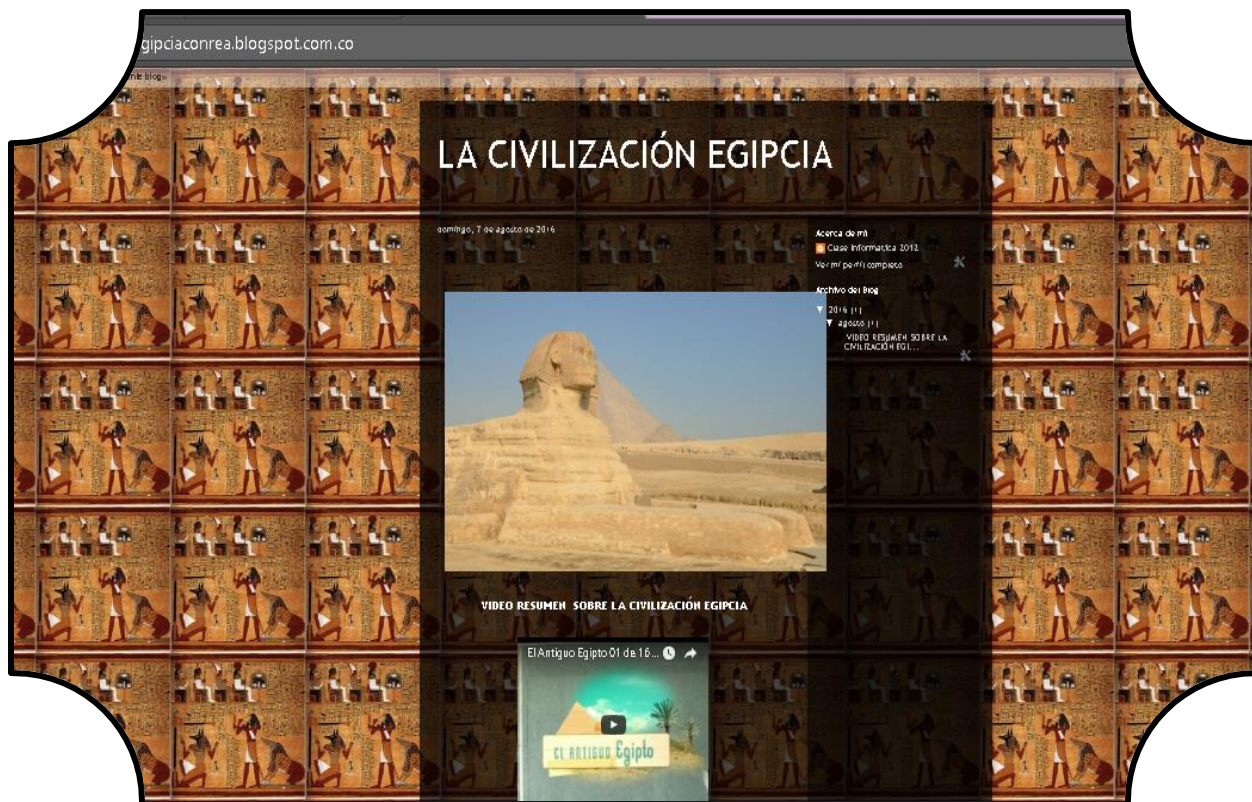 gipciaconrea.blogspot.com.co
nte blog»
LA CIVILIZACIÓN EGIPCIA
domingo, 7 de agosto de 2016
Acerca de mí
Clase Informatica 2012
Ver mi perfil completo
Archivo del Blog
▼ 2016 (1)
▼ agosto (1)
VIDEO RESUMEN SOBRE LA
CIVILIZACIÓN EGI...
VIDEO RESUMEN SOBRE LA CIVILIZACIÓN EGIPCIA
El Antiguo Egipto 01 de 16...
EL ANTIGUO Egipto